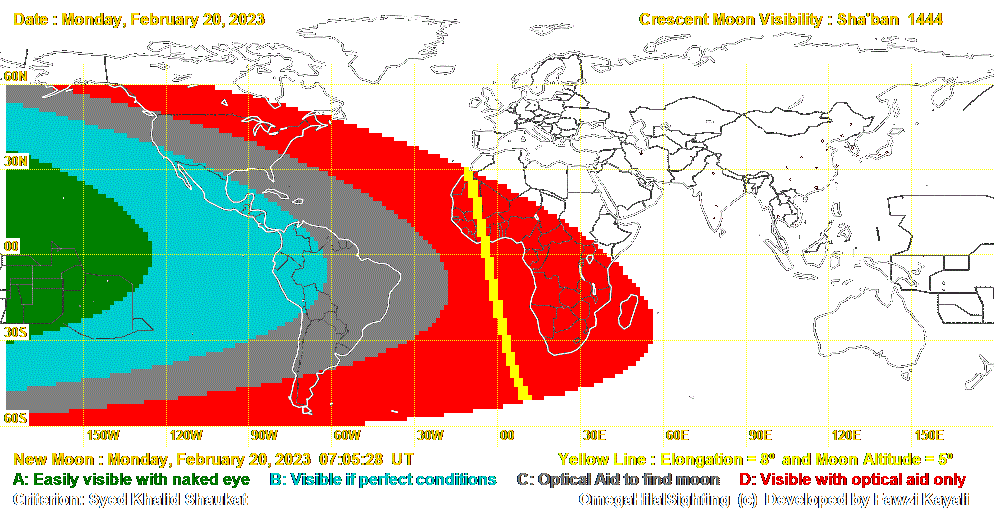 Date : Monday, February 20, 2023
Crescent Moon Visibility : Sha'ban 1444
60N
30N
00
30S
60S
150W 120W 90W 60W 30W 00 30E 60E 90E 120E 150E
New Moon : Monday, February 20, 2023 07:05:28 UT
Yellow Line : Elongation = 8º and Moon Altitude = 5º
A: Easily visible with naked eye B: Visible if perfect conditions C: Optical Aid to find moon D: Visible with optical aid only
Criterion: Syed Khalid Shaukat
OmegaHilalSighting (c) Developed by Fawzi Kayali